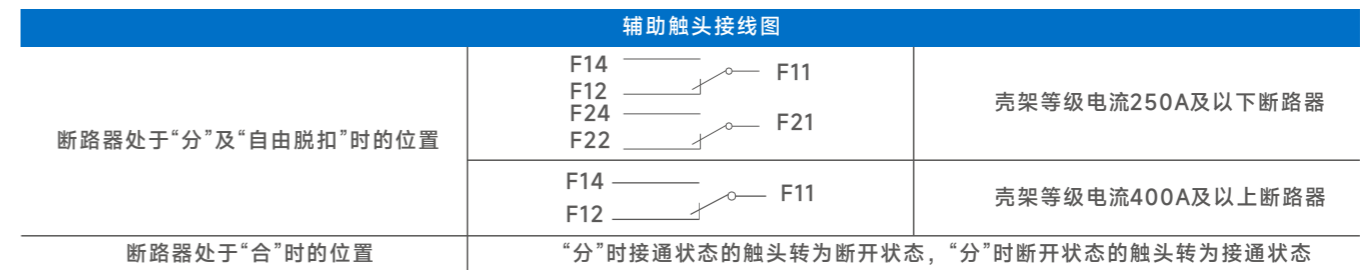 辅助触头接线图
断路器处于“分”及“自由脱扣”时的位置
F14
F11
F12
F24
F21
F22
壳架等级电流250A及以下断路器
F14
F11
F12
壳架等级电流400A及以上断路器
断路器处于“合”时的位置
“分”时接通状态的触头转为断开状态，“分”时断开状态的触头转为接通状态